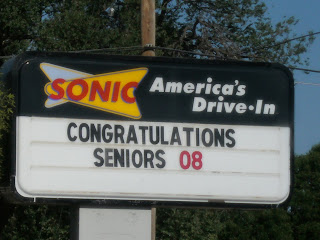 SONIC
America's
Drive-In
CONGRATULATIONS
SENIORS 08